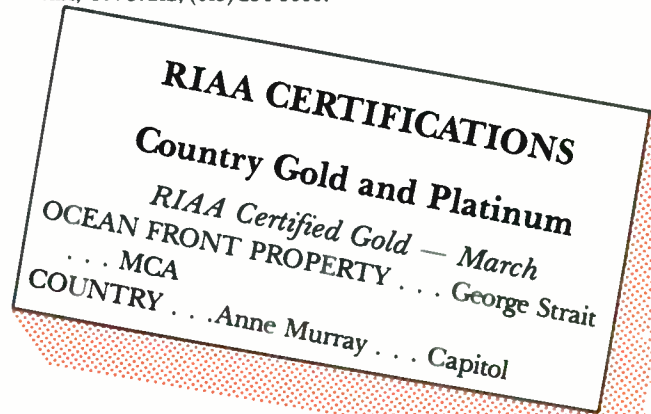 RIAA CERTIFICATIONS
Country Gold and Platinum
RIAA Certified Gold — March
OCEAN FRONT PROPERTY . . . George Strait
. . . MCA
COUNTRY . . .Anne Murray . . . Capitol